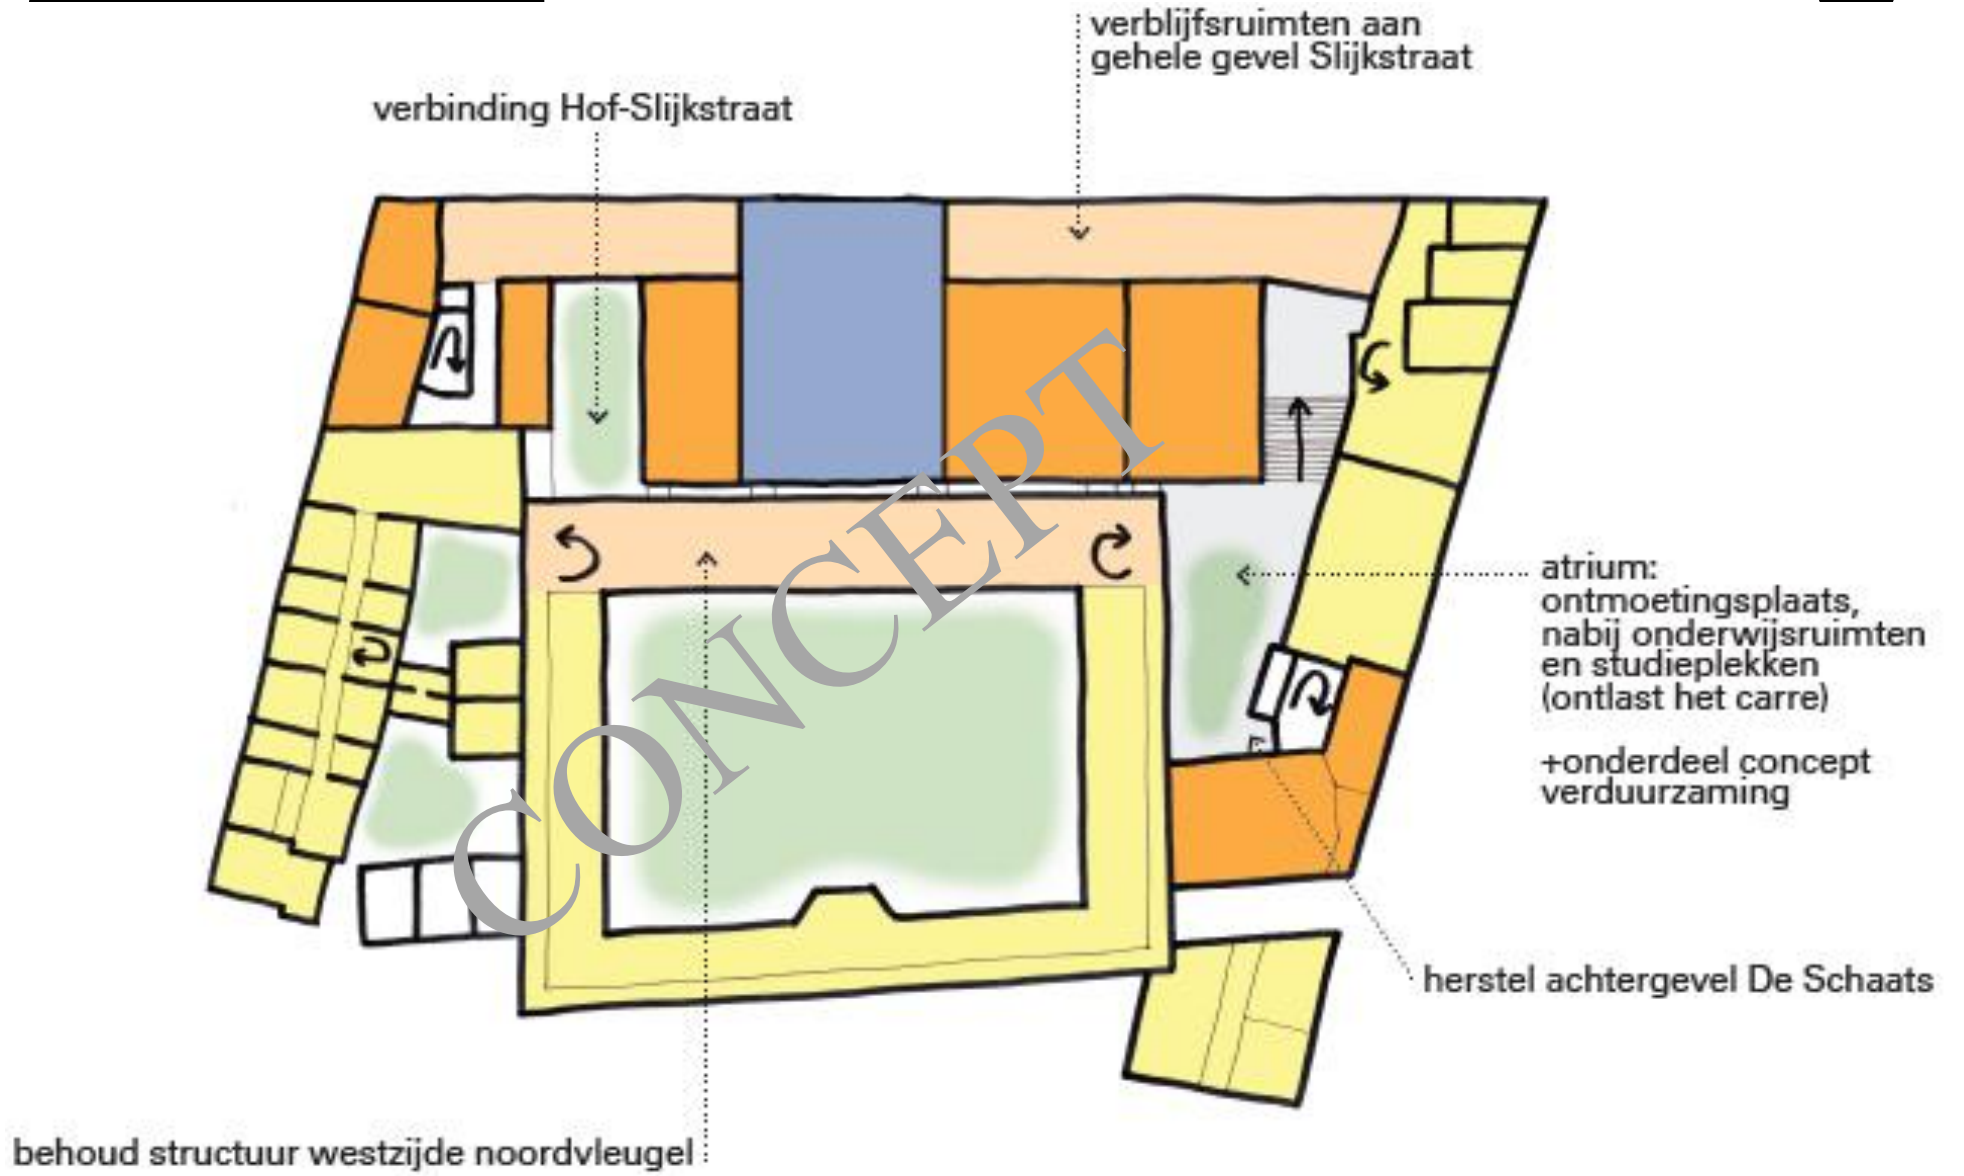 verblijfsruimten aan
gehele gevel Slijkstraat
verbinding Hof-Slijkstraat
CONCEPT
atrium:
ontmoetingsplaats,
nabij onderwijsruimten
en studieplekken
(ontlast het carre)
+onderdeel concept
verduurzaming
herstel achtergevel De Schaats
behoud structuur westzijde noordvleugel